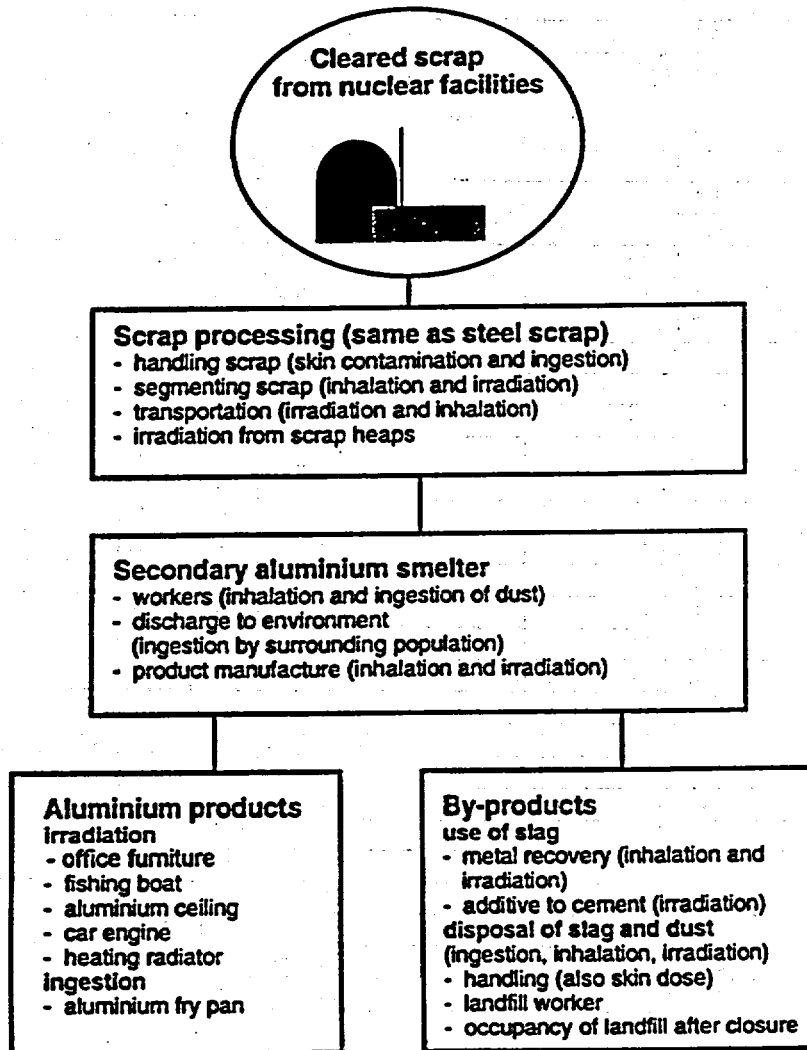 Cleared scrap
from nuclear facilities
Scrap processing (same as steel scrap)
- handling scrap (skin contamination and ingestion)
- segmenting scrap (inhalation and irradiation)
- transportation (irradiation and inhalation)
- irradiation from scrap heaps
Secondary aluminium smelter
- workers (inhalation and ingestion of dust)
- discharge to environment
(ingestion by surrounding population)
- product manufacture (inhalation and irradiation)
Aluminium products
irradiation
- office furniture
- fishing boat
- aluminium ceiling
- car engine
- heating radiator
ingestion
- aluminium fry pan
By-products
use of slag
- metal recovery (inhalation and
irradiation)
- additive to cement (irradiation)
disposal of slag and dust
(ingestion, inhalation, irradiation)
- handling (also skin dose)
- landfill worker
- occupancy of landfill after closure